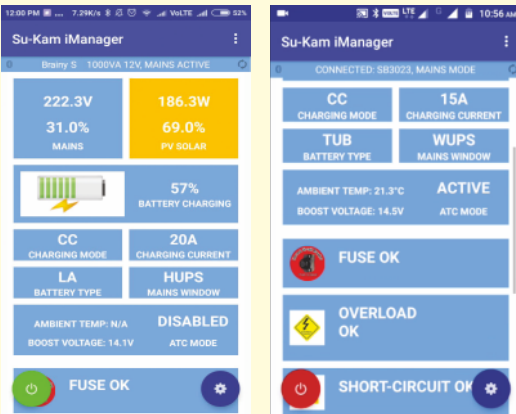 12:00 PM ... 7.29K/s VoLTE 52%
Su-Kam iManager
Brainy S 1000VA 12V, MAINS ACTIVE
222.3V 186.3W
31.0% 69.0%
MAINS PV SOLAR
57%
BATTERY CHARGING
CC 20A
CHARGING MODE CHARGING CURRENT
LA HUPS
BATTERY TYPE MAINS WINDOW
AMBIENT TEMP: N/A DISABLED
BOOST VOLTAGE: 14.1V ATC MODE
FUSE OK
LTE G 10:56 AM
Su-Kam iManager
CONNECTED: SB3023, MAINS MODE
CC 15A
CHARGING MODE CHARGING CURRENT
TUB WUPS
BATTERY TYPE MAINS WINDOW
AMBIENT TEMP: 21.3°C ACTIVE
BOOST VOLTAGE: 14.5V ATC MODE
FUSE OK
OVERLOAD
OK
SHORT-CIRCUIT OK